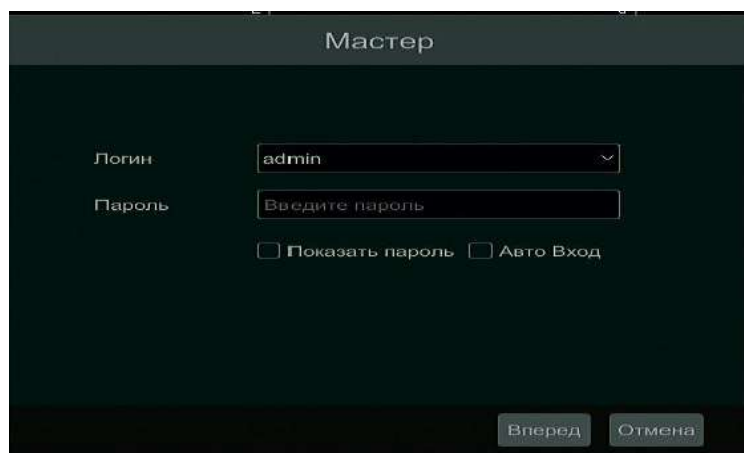 Мастер
Логин admin
Пароль Введите пароль
Показать пароль Авто Вход
Вперед Отмена